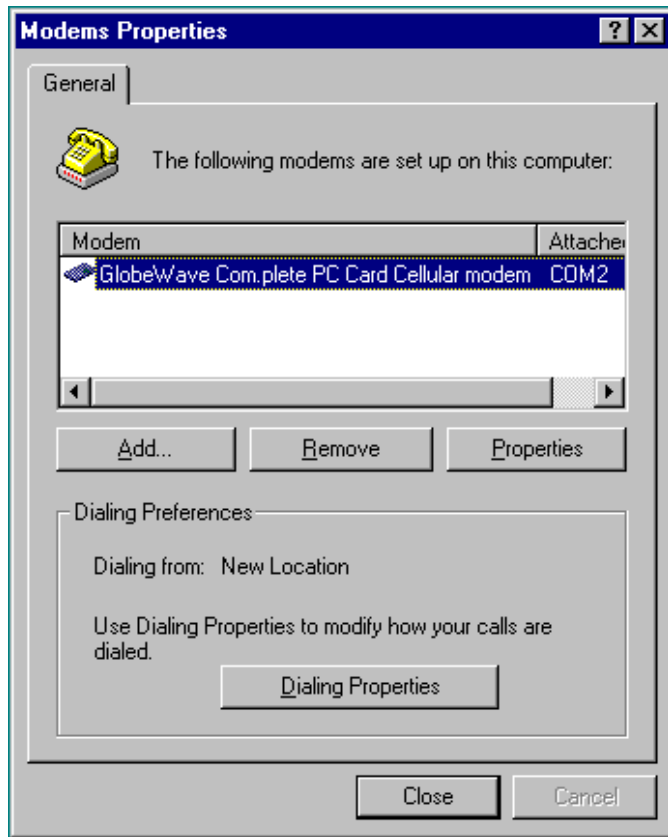 Modems Properties
General
The following modems are set up on this computer:
Modem Attached
GlobeWave Com.plete PC Card Cellular modem COM2
Add... Remove Properties
Dialing Preferences
Dialing from: New Location
Use Dialing Properties to modify how your calls are
dialed.
Dialing Properties
Close Cancel